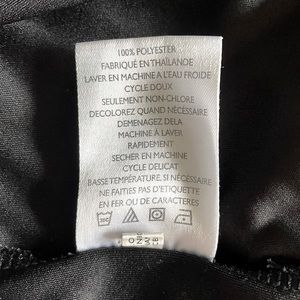 100% POLYESTER
FABRIQUÉ EN THAÏLANDE
LAVER EN MACHINE A L'EAU FROIDE
CYCLE DOUX
SEULEMENT NON-CHLORE
DECOLOREZ QUAND NÉCESSAIRE
DEMENAGEZ DELA
MACHINE À LAVER
RAPIDEMENT
SECHER EN MACHINE
CYCLE DELICAT
BASSE TEMPÉRATURE, SI NÉCESSAIRE
NE FAITES PAS D'ETIQUETTE
EN FER OU DE CARACTERES